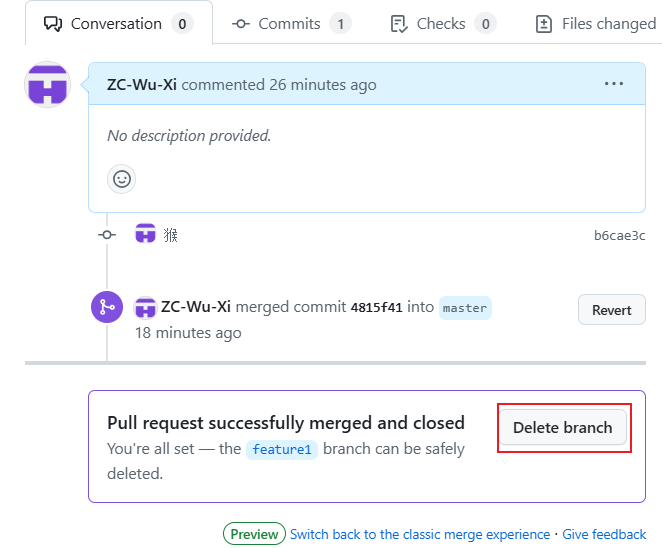 Conversation 0 Commits 1 Checks 0 Files changed
ZC-Wu-Xi commented 26 minutes ago ...
No description provided.
猴 b6cae3c
ZC-Wu-Xi merged commit 4815f41 into master Revert
18 minutes ago
Pull request successfully merged and closed Delete branch
You're all set — the feature1 branch can be safely
deleted.
Preview Switch back to the classic merge experience · Give feedback